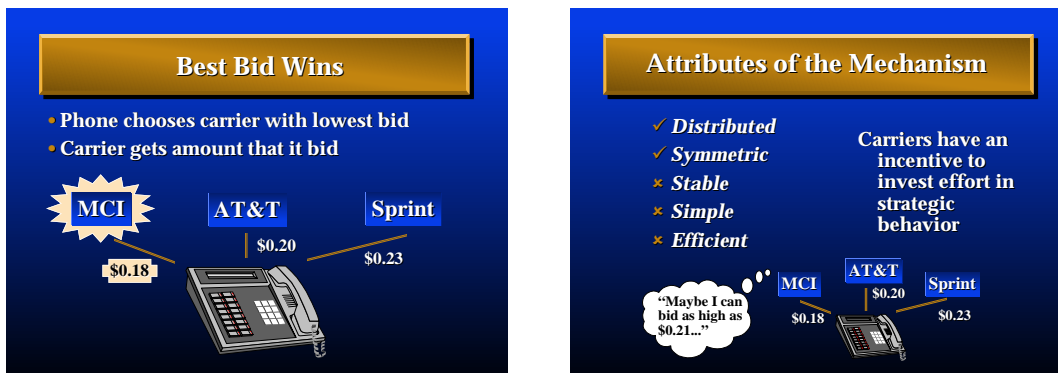 Best Bid Wins
• Phone chooses carrier with lowest bid
• Carrier gets amount that it bid
MCI
AT&T
Sprint
$0.20
$0.23
$0.18
Attributes of the Mechanism
✓ Distributed
✓ Symmetric
× Stable
× Simple
× Efficient
Carriers have an
incentive to
invest effort in
strategic
behavior
MCI
AT&T
Sprint
$0.18
$0.20
$0.23
“Maybe I can
bid as high as
$0.21...”